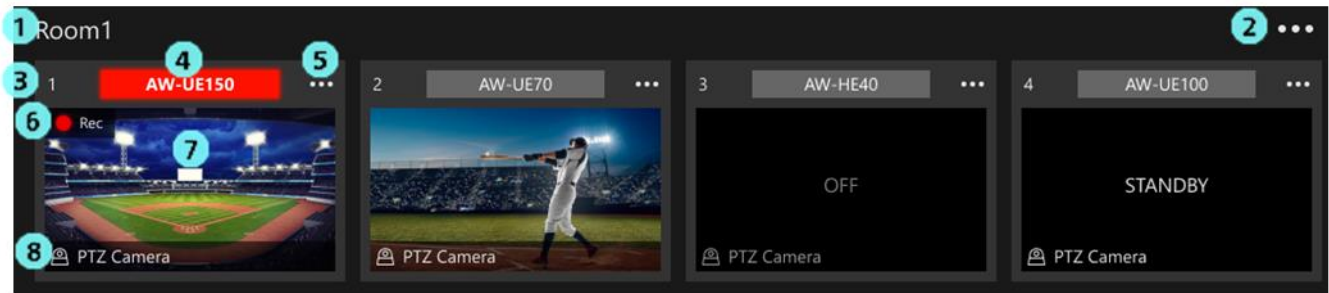 1 Room1 2 •••
3 1 4 AW-UE150 5 ••• 2 AW-UE70 ••• 3 AW-HE40 ••• 4 AW-UE100 •••
6 Rec
7
OFF STANDBY
8 PTZ Camera PTZ Camera PTZ Camera PTZ Camera